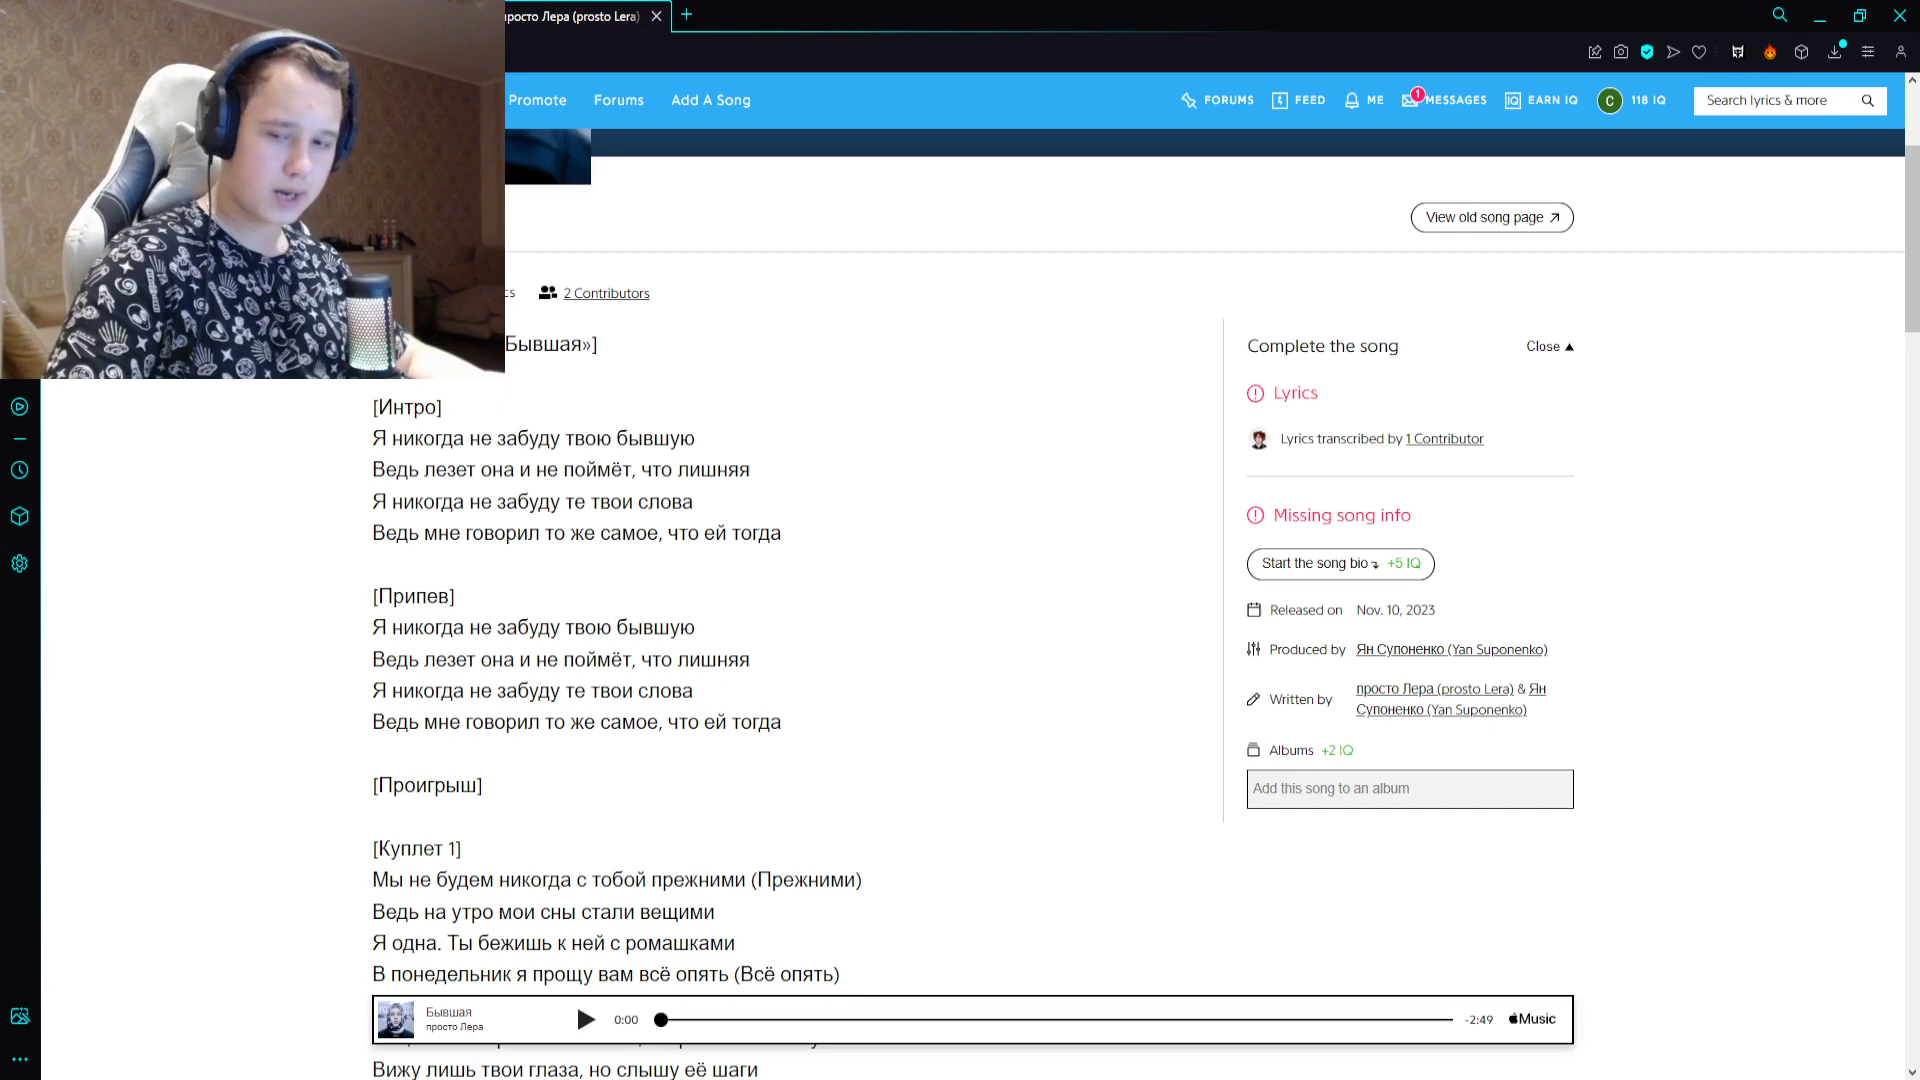 просто Лера (prosto Lera)
Promote
Forums
Add A Song
FORUMS
FEED
ME
1
MESSAGES
EARN IQ
C
118 IQ
Search lyrics & more
View old song page
2 Contributors
Бывшая»]
[Интро]
Я никогда не забуду твою бывшую
Ведь лезет она и не поймёт, что лишняя
Я никогда не забуду те твои слова
Ведь мне говорил то же самое, что ей тогда
[Припев]
Я никогда не забуду твою бывшую
Ведь лезет она и не поймёт, что лишняя
Я никогда не забуду те твои слова
Ведь мне говорил то же самое, что ей тогда
[Проигрыш]
[Куплет 1]
Мы не будем никогда с тобой прежними (Прежними)
Ведь на утро мои сны стали вещими
Я одна. Ты бежишь к ней с ромашками
В понедельник я прощу вам всё опять (Всё опять)
Вижу лишь твои глаза, но слышу её шаги
Complete the song
Close
Lyrics
Lyrics transcribed by 1 Contributor
Missing song info
Start the song bio +5 IQ
Released on Nov. 10, 2023
Produced by Ян Супоненко (Yan Suponenko)
Written by просто Лера (prosto Lera) & Ян
Супоненко (Yan Suponenko)
Albums +2 IQ
Add this song to an album
Бывшая
просто Лера
0:00
-2:49
Music